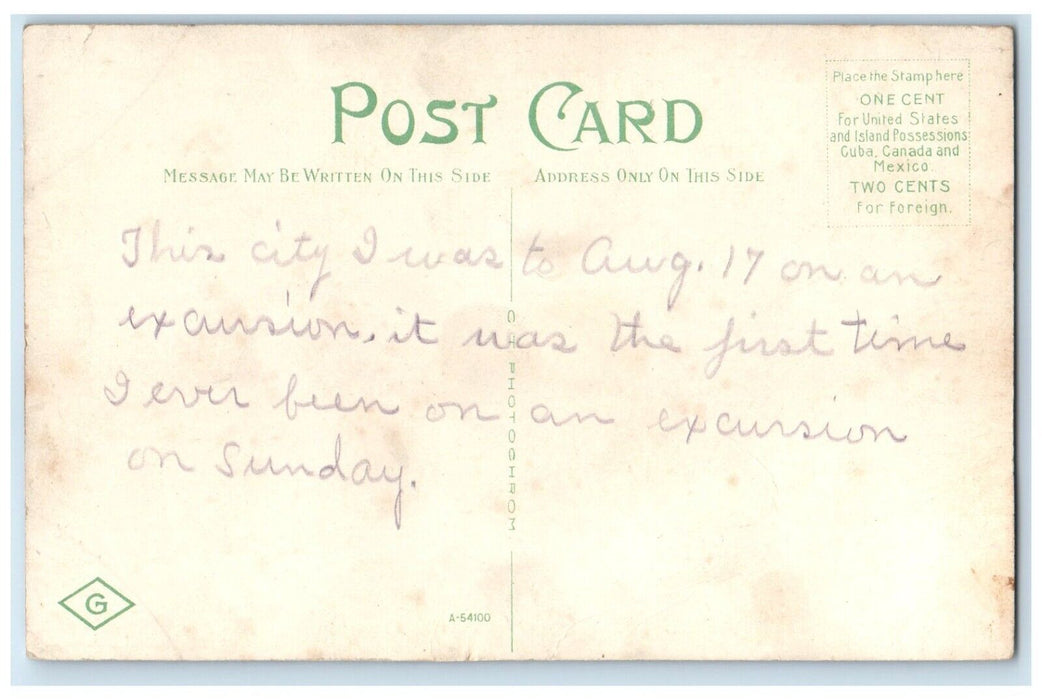 POST CARD
MESSAGE MAY BE WRITTEN ON THIS SIDE
ADDRESS ONLY ON THIS SIDE
Place the Stamp here
ONE CENT
For United States
and Island Possessions
Cuba, Canada and
Mexico.
TWO CENTS
For Foreign.
This city I was to Aug. 17 on an
excursion, it was the first time
I ever been on an excursion
on Sunday.
PHOTOCHROM
G
A-54100